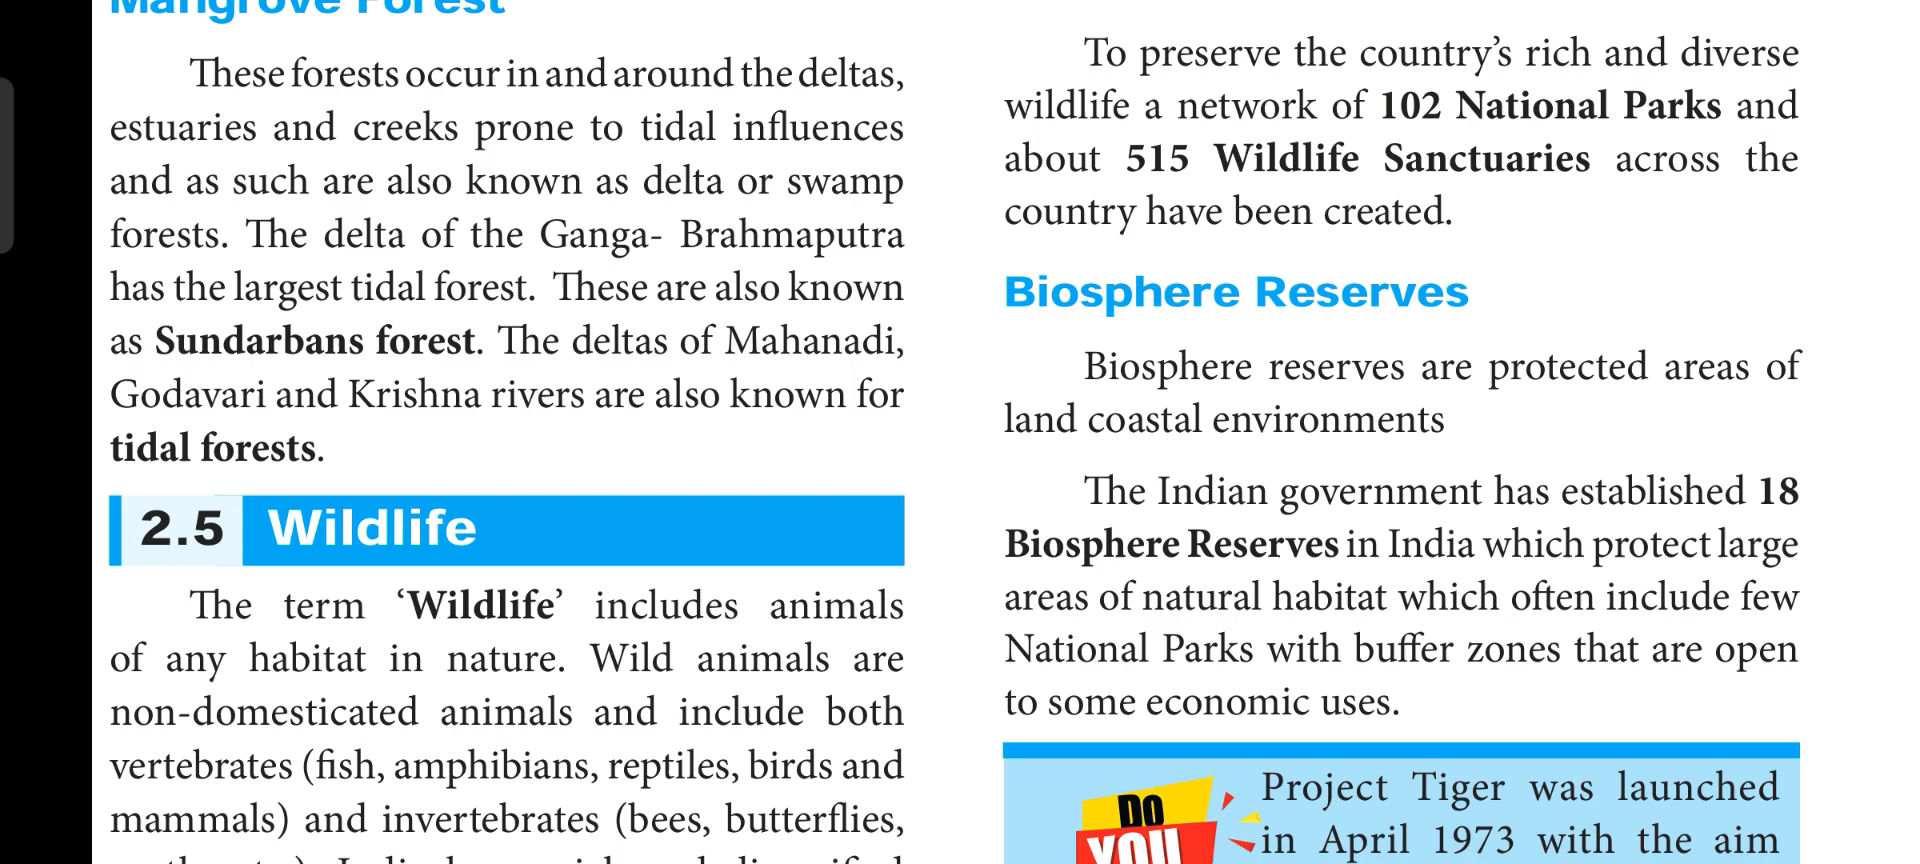 Mangrove Forest
These forests occur in and around the deltas,
estuaries and creeks prone to tidal influences
and as such are also known as delta or swamp
forests. The delta of the Ganga- Brahmaputra
has the largest tidal forest. These are also known
as Sundarbans forest. The deltas of Mahanadi,
Godavari and Krishna rivers are also known for
tidal forests.
2.5 Wildlife
The term ‘Wildlife’ includes animals
of any habitat in nature. Wild animals are
non-domesticated animals and include both
vertebrates (fish, amphibians, reptiles, birds and
mammals) and invertebrates (bees, butterflies,
To preserve the country’s rich and diverse
wildlife a network of 102 National Parks and
about 515 Wildlife Sanctuaries across the
country have been created.
Biosphere Reserves
Biosphere reserves are protected areas of
land coastal environments
The Indian government has established 18
Biosphere Reserves in India which protect large
areas of natural habitat which often include few
National Parks with buffer zones that are open
to some economic uses.
DO
YOU
Project Tiger was launched
in April 1973 with the aim